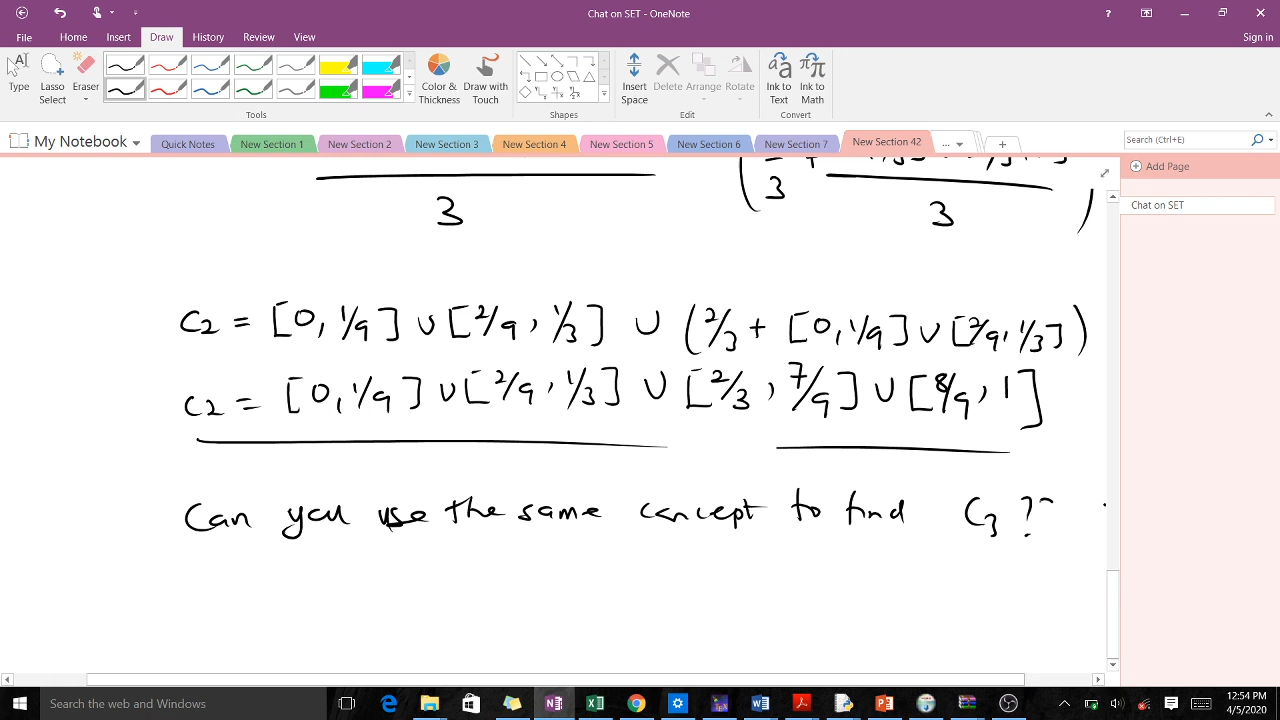 Chat on SET - OneNote
Sign in
File Home Insert Draw History Review View
Type
Lasso Select
Eraser
Color & Thickness
Draw with Touch
Insert Space
Delete
Arrange
Rotate
Ink to Text
Ink to Math
Tools Shapes Edit Convert
My Notebook Quick Notes New Section 1 New Section 2 New Section 3 New Section 4 New Section 5 New Section 6 New Section 7 New Section 42 ...
Search (Ctrl+E)
Add Page
Chat on SET
3 3 3
C2 = [0, 1/9] ∪ [2/9, 1/3] ∪ (2/3 + [0, 1/9] ∪ [2/9, 1/3])
C2 = [0, 1/9] ∪ [2/9, 1/3] ∪ [2/3, 7/9] ∪ [8/9, 1]
Can you use the same concept to find C3 ??
Search the web and Windows
12:54 PM
4/5/2020